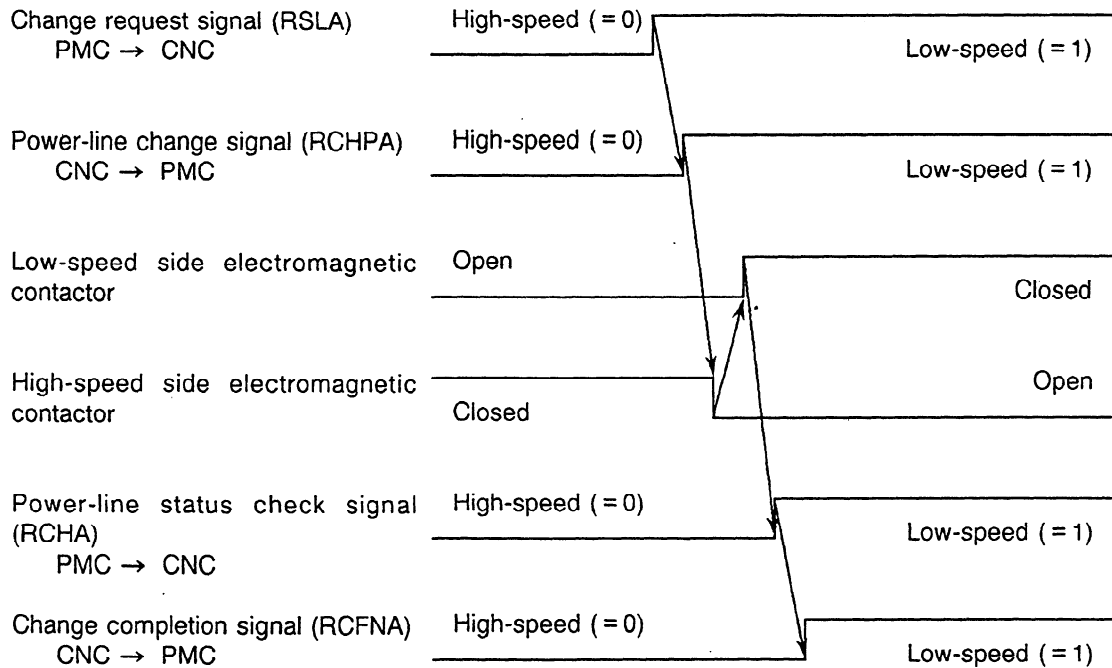 Change request signal (RSLA)
PMC → CNC
High-speed (=0)
Low-speed (=1)
Power-line change signal (RCHPA)
CNC → PMC
High-speed (=0)
Low-speed (=1)
Low-speed side electromagnetic
contactor
Open
Closed
High-speed side electromagnetic
contactor
Closed
Open
Power-line status check signal
(RCHA)
PMC → CNC
High-speed (=0)
Low-speed (=1)
Change completion signal (RCFNA)
CNC → PMC
High-speed (=0)
Low-speed (=1)